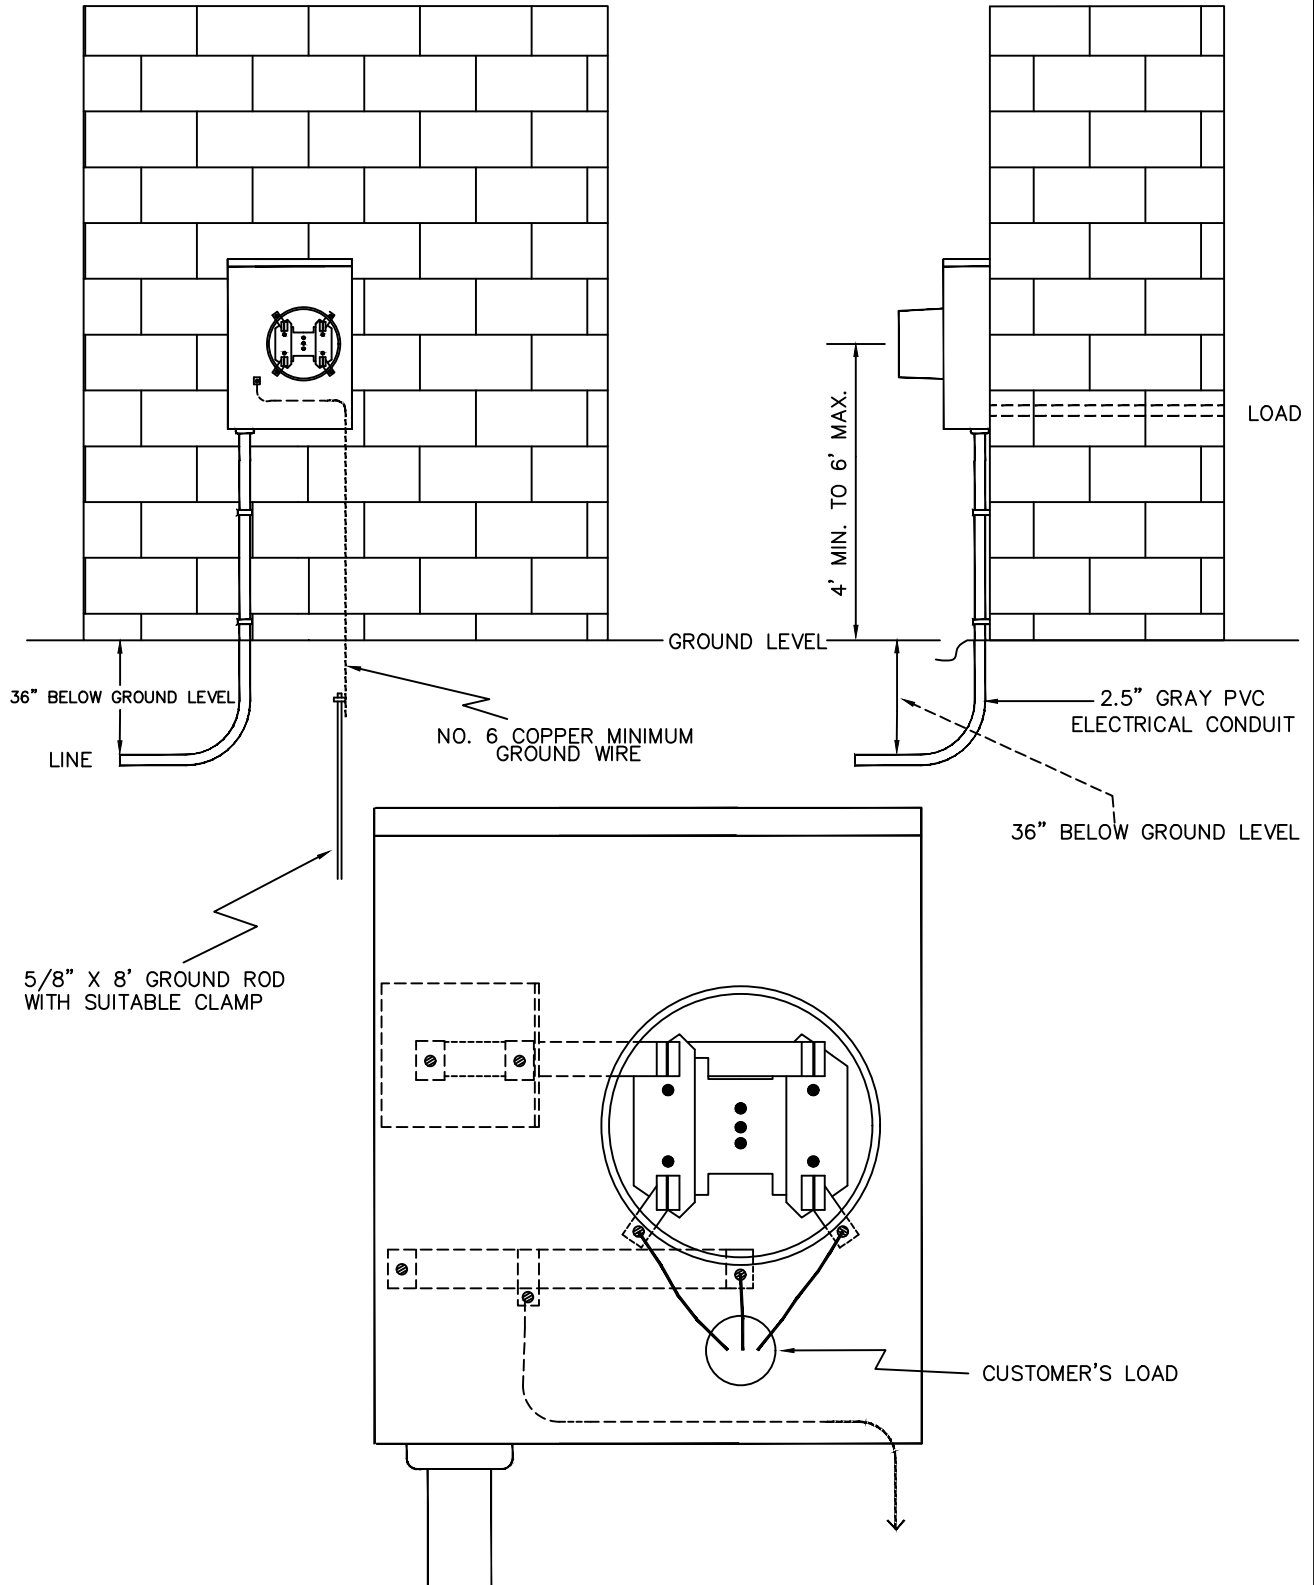 LOAD
4' MIN. TO 6' MAX.
GROUND LEVEL
36" BELOW GROUND LEVEL
2.5" GRAY PVC
ELECTRICAL CONDUIT
NO. 6 COPPER MINIMUM
GROUND WIRE
LINE
36" BELOW GROUND LEVEL
5/8" X 8' GROUND ROD
WITH SUITABLE CLAMP
CUSTOMER'S LOAD